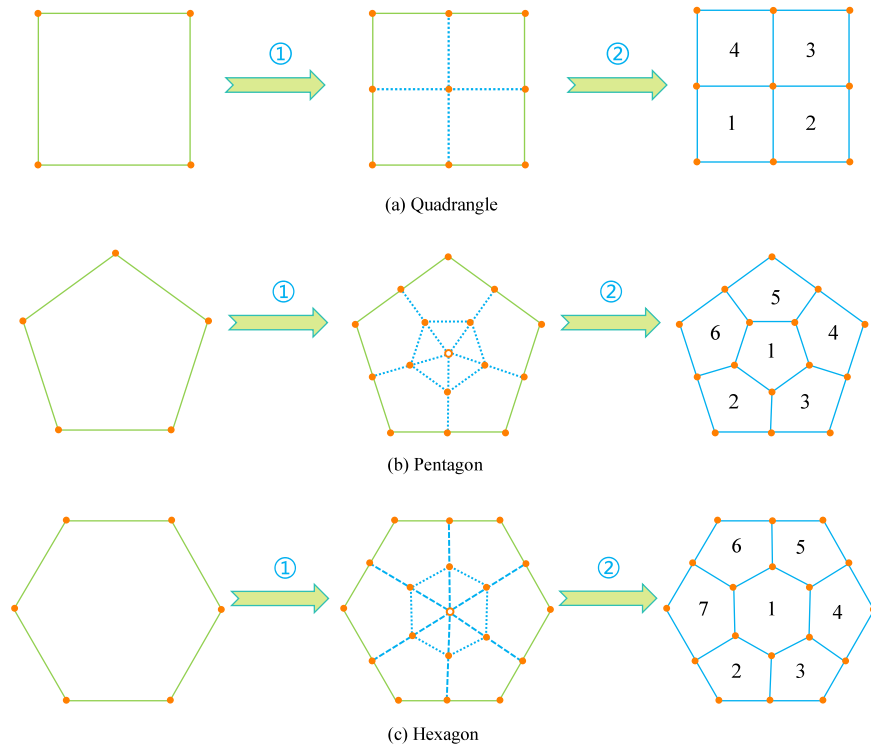 ① ②
4 3
1 2
(a) Quadrangle
① ②
5
6 4
1
2 3
(b) Pentagon
① ②
6 5
7 1 4
2 3
(c) Hexagon